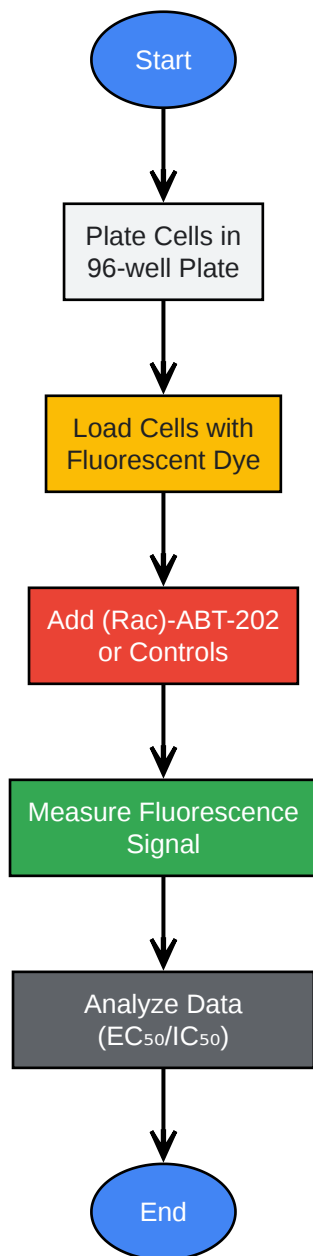 Start
Plate Cells in
96-well Plate
Load Cells with
Fluorescent Dye
Add (Rac)-ABT-202
or Controls
Measure Fluorescence
Signal
Analyze Data
(EC₅₀/IC₅₀)
End